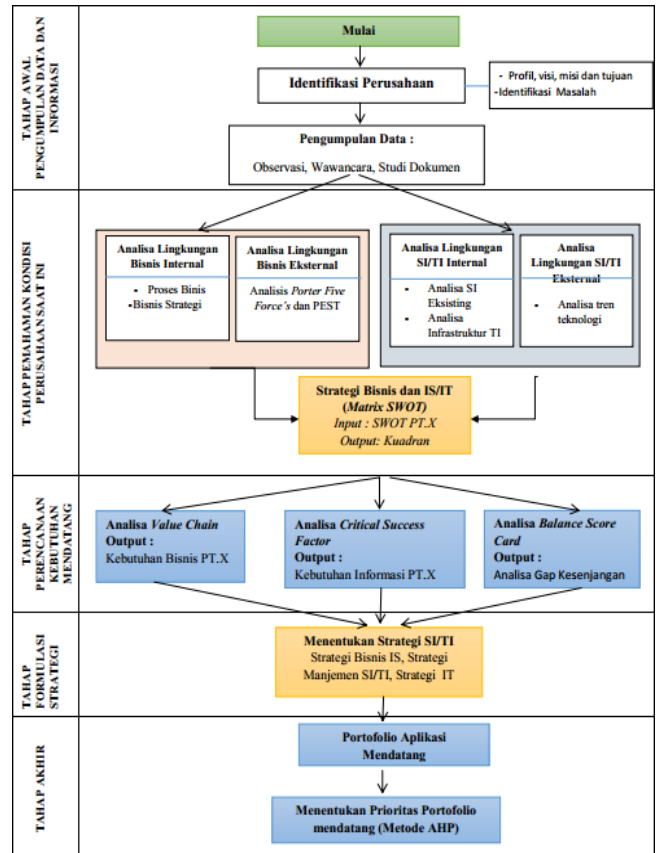 TAHAP AWAL
PENGUMPULAN DATA DAN
INFORMASI
Mulai
Identifikasi Perusahaan
- Profil, visi, misi dan tujuan
-Identifikasi Masalah
Pengumpulan Data :
Observasi, Wawancara, Studi Dokumen
TAHAP PEMAHAMAN KONDISI
PERUSAHAAN SAAT INI
Analisa Lingkungan
Bisnis Internal
• Proses Binis
-Bisnis Strategi
Analisa Lingkungan
Bisnis Eksternal
Analisis Porter Five
Force's dan PEST
Analisa Lingkungan
SI/TI Internal
• Analisa SI
Eksisting
• Analisa
Infrastruktur TI
Analisa
Lingkungan SI/TI
Eksternal
• Analisa tren
teknologi
Strategi Bisnis dan IS/IT
(Matrix SWOT)
Input : SWOT PT.X
Output: Kuadran
TAHAP
PERENCANAAN
KEBUTUHAN
MENDATANG
Analisa Value Chain
Output :
Kebutuhan Bisnis PT.X
Analisa Critical Success
Factor
Output :
Kebutuhan Informasi PT.X
Analisa Balance Score
Card
Output :
Analisa Gap Kesenjangan
TAHAP
FORMULASI
STRATEGI
Menentukan Strategi SI/TI
Strategi Bisnis IS, Strategi
Manjemen SI/TI, Strategi IT
TAHAP AKHIR
Portofolio Aplikasi
Mendatang
Menentukan Prioritas Portofolio
mendatang (Metode AHP)